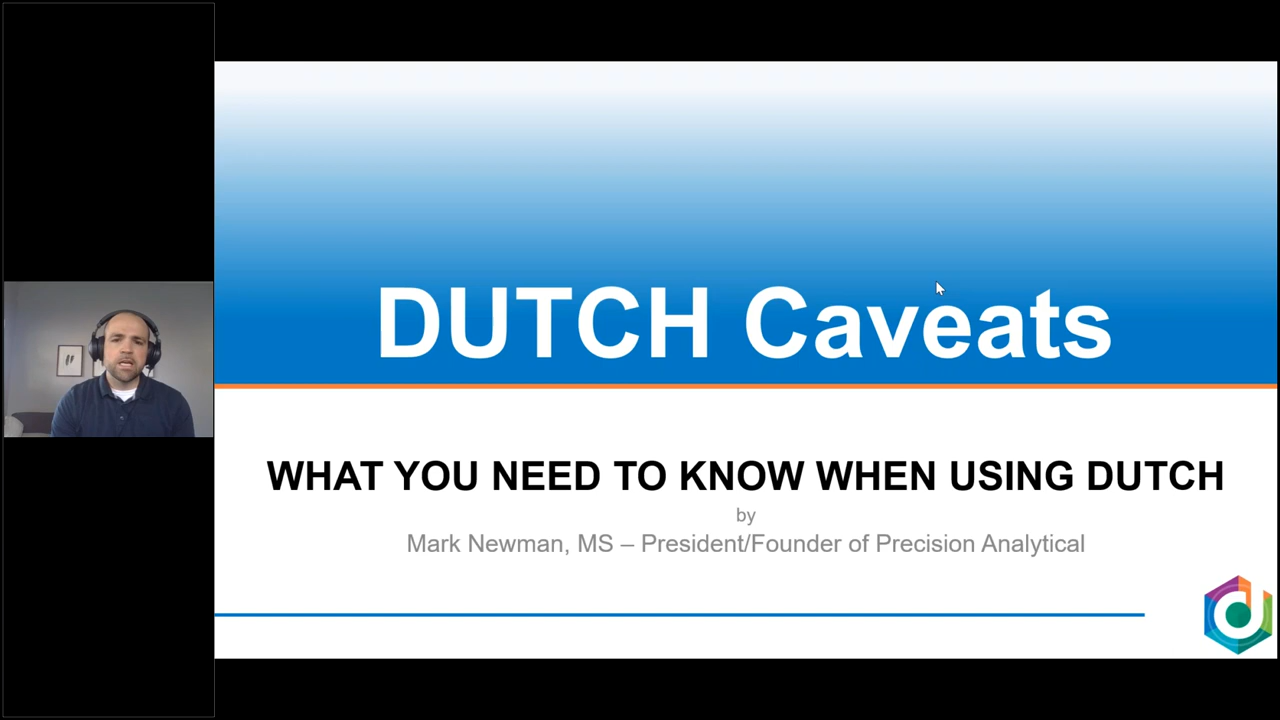 DUTCH Caveats
WHAT YOU NEED TO KNOW WHEN USING DUTCH
by
Mark Newman, MS – President/Founder of Precision Analytical